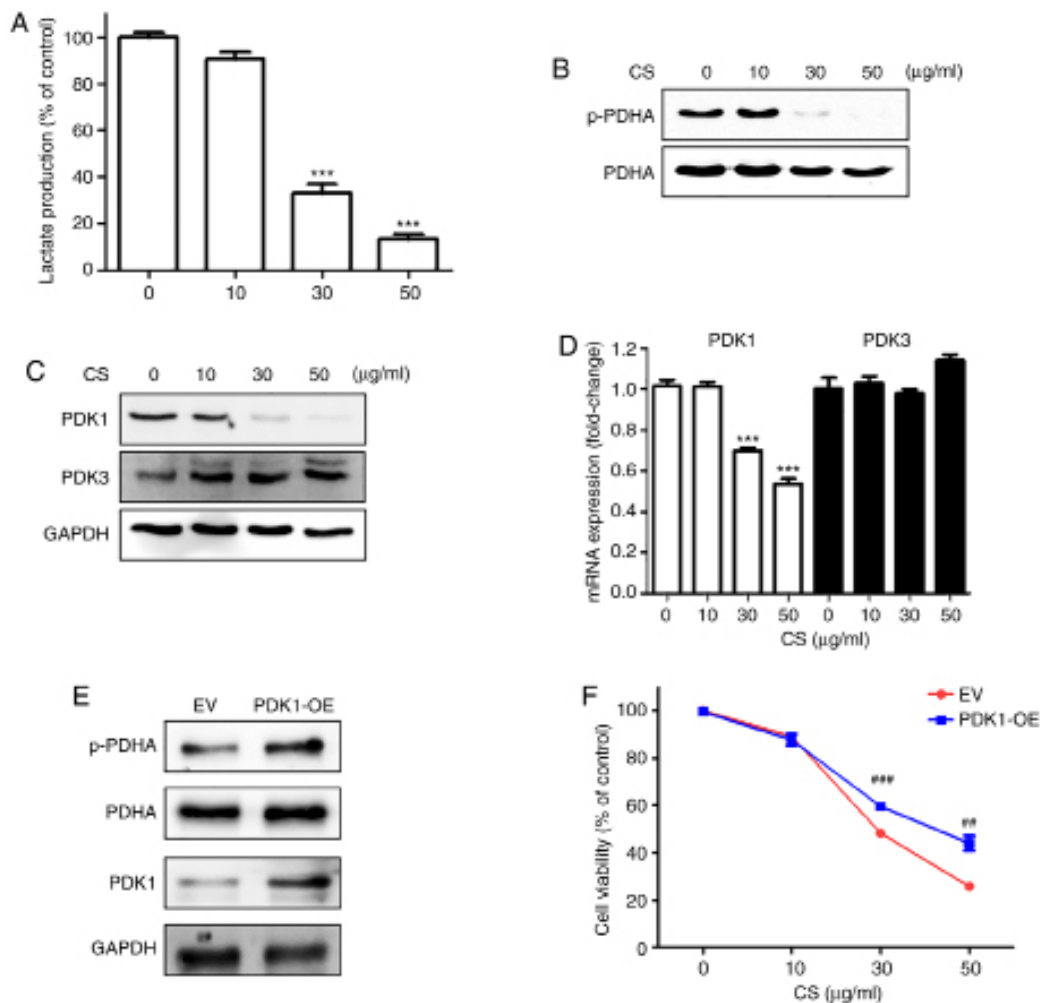 A
Lactate production (% of control)
100
80
60
40
20
0
***
***
0 10 30 50
B
CS 0 10 30 50 (μg/ml)
p-PDHA
PDHA
C
CS 0 10 30 50 (μg/ml)
PDK1
PDK3
GAPDH
D
PDK1 PDK3
mRNA expression (fold-change)
1.2
1.0
0.8
0.6
0.4
0.2
0.0
***
***
0 10 30 50 0 10 30 50
CS (μg/ml)
E
EV PDK1-OE
p-PDHA
PDHA
PDK1
GAPDH
F
EV
PDK1-OE
Cell viability (% of control)
100
80
60
40
20
0
###
##
0 10 30 50
CS (μg/ml)